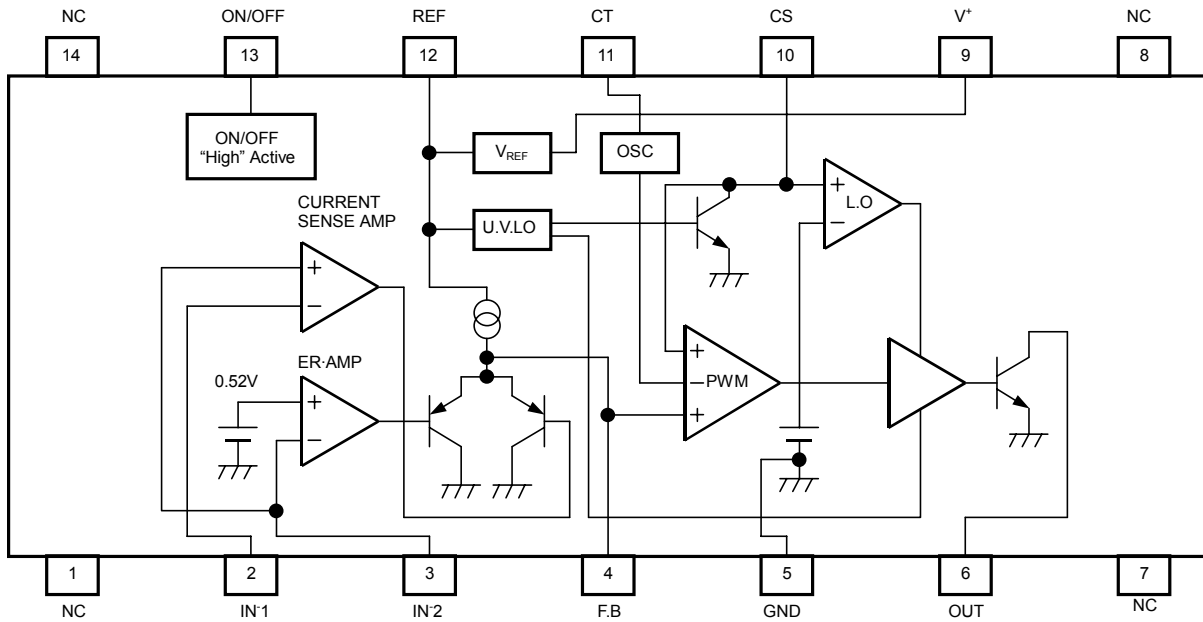 NC ON/OFF REF CT CS V+ NC
14 13 12 11 10 9 8
ON/OFF
“High” Active
VREF
OSC
CURRENT
SENSE AMP
U.V.LO
+
−
L.O
+
−
ER·AMP
0.52V
+
−
+
−
+
PWM
1 2 3 4 5 6 7
NC IN-1 IN-2 F.B GND OUT NC